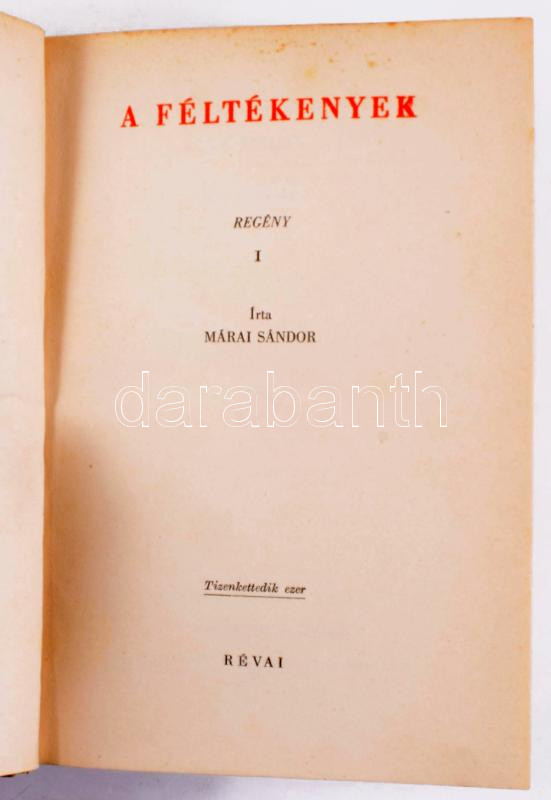 A FÉLTÉKENYEK
REGÉNY
I
Írta
MÁRAI SÁNDOR
darabanth
Tizenkettedik ezer
RÉVAI